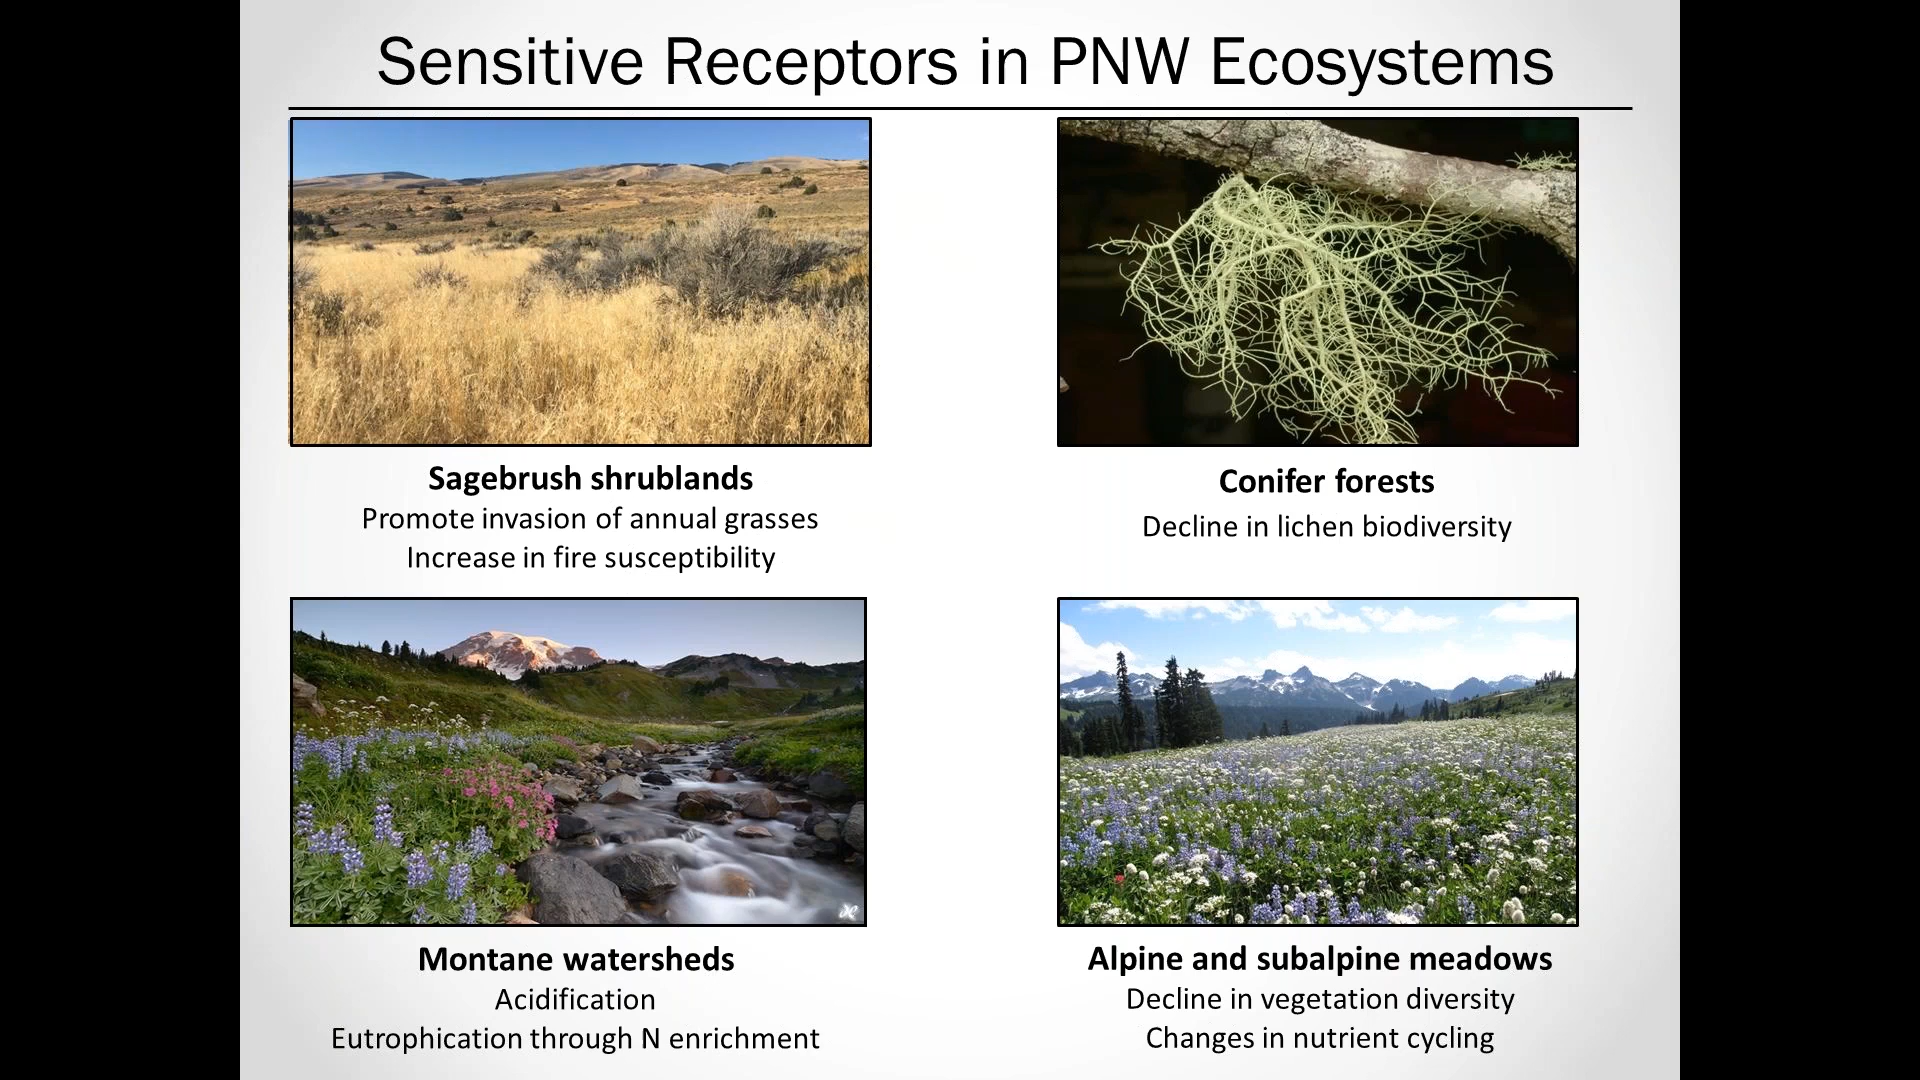 Sensitive Receptors in PNW Ecosystems
Sagebrush shrublands
Promote invasion of annual grasses
Increase in fire susceptibility
Conifer forests
Decline in lichen biodiversity
Montane watersheds
Acidification
Eutrophication through N enrichment
Alpine and subalpine meadows
Decline in vegetation diversity
Changes in nutrient cycling